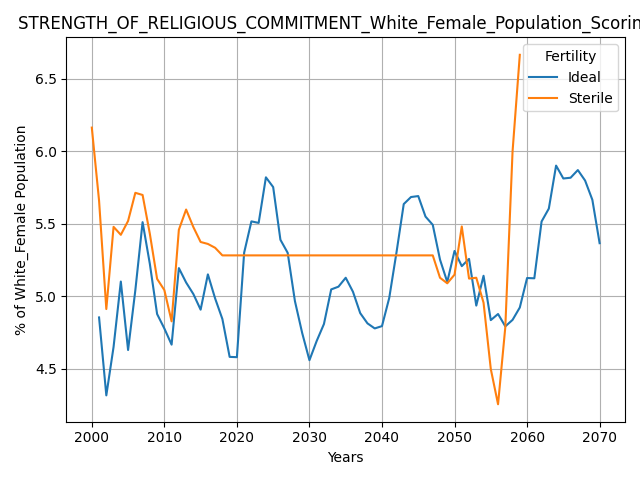 STRENGTH_OF_RELIGIOUS_COMMITMENT_White_Female_Population_Scorin
Fertility
Ideal
Sterile
% of White_Female Population
6.5
6.0
5.5
5.0
4.5
2000 2010 2020 2030 2040 2050 2060 2070
Years